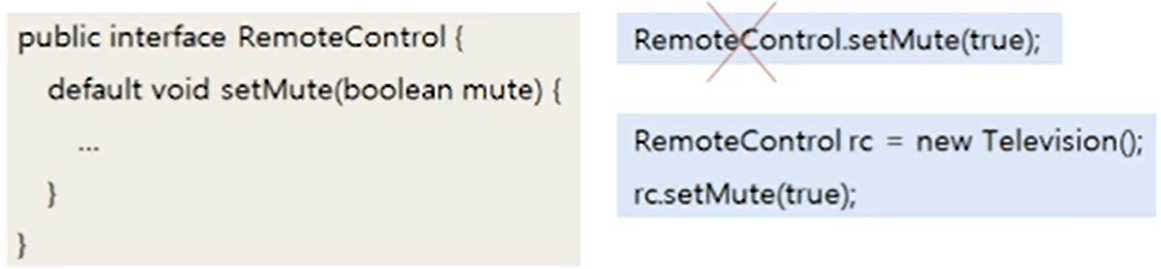 public interface RemoteControl {
default void setMute(boolean mute) {
...
}
}
RemoteControl.setMute(true);
RemoteControl rc = new Television();
rc.setMute(true);